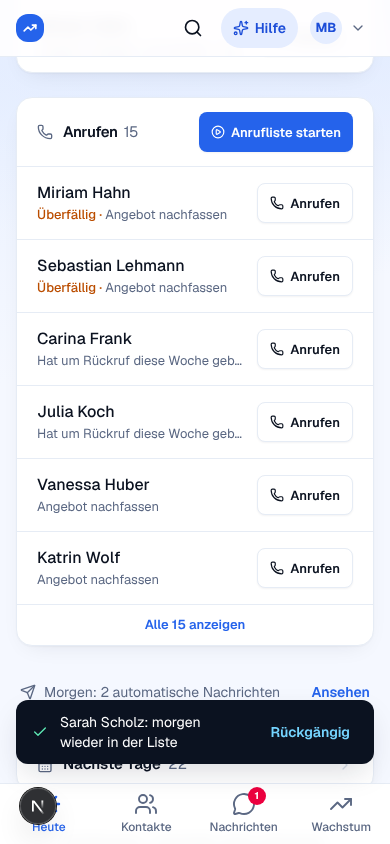 Hilfe
MB
Anrufen 15
Anrufliste starten
Miriam Hahn
Überfällig · Angebot nachfassen
Anrufen
Sebastian Lehmann
Überfällig · Angebot nachfassen
Anrufen
Carina Frank
Hat um Rückruf diese Woche geb…
Anrufen
Julia Koch
Hat um Rückruf diese Woche geb…
Anrufen
Vanessa Huber
Angebot nachfassen
Anrufen
Katrin Wolf
Angebot nachfassen
Anrufen
Alle 15 anzeigen
Morgen: 2 automatische Nachrichten
Ansehen
Sarah Scholz: morgen
wieder in der Liste
Rückgängig
Nächste Tage 22
N
1
Heute
Kontakte
Nachrichten
Wachstum